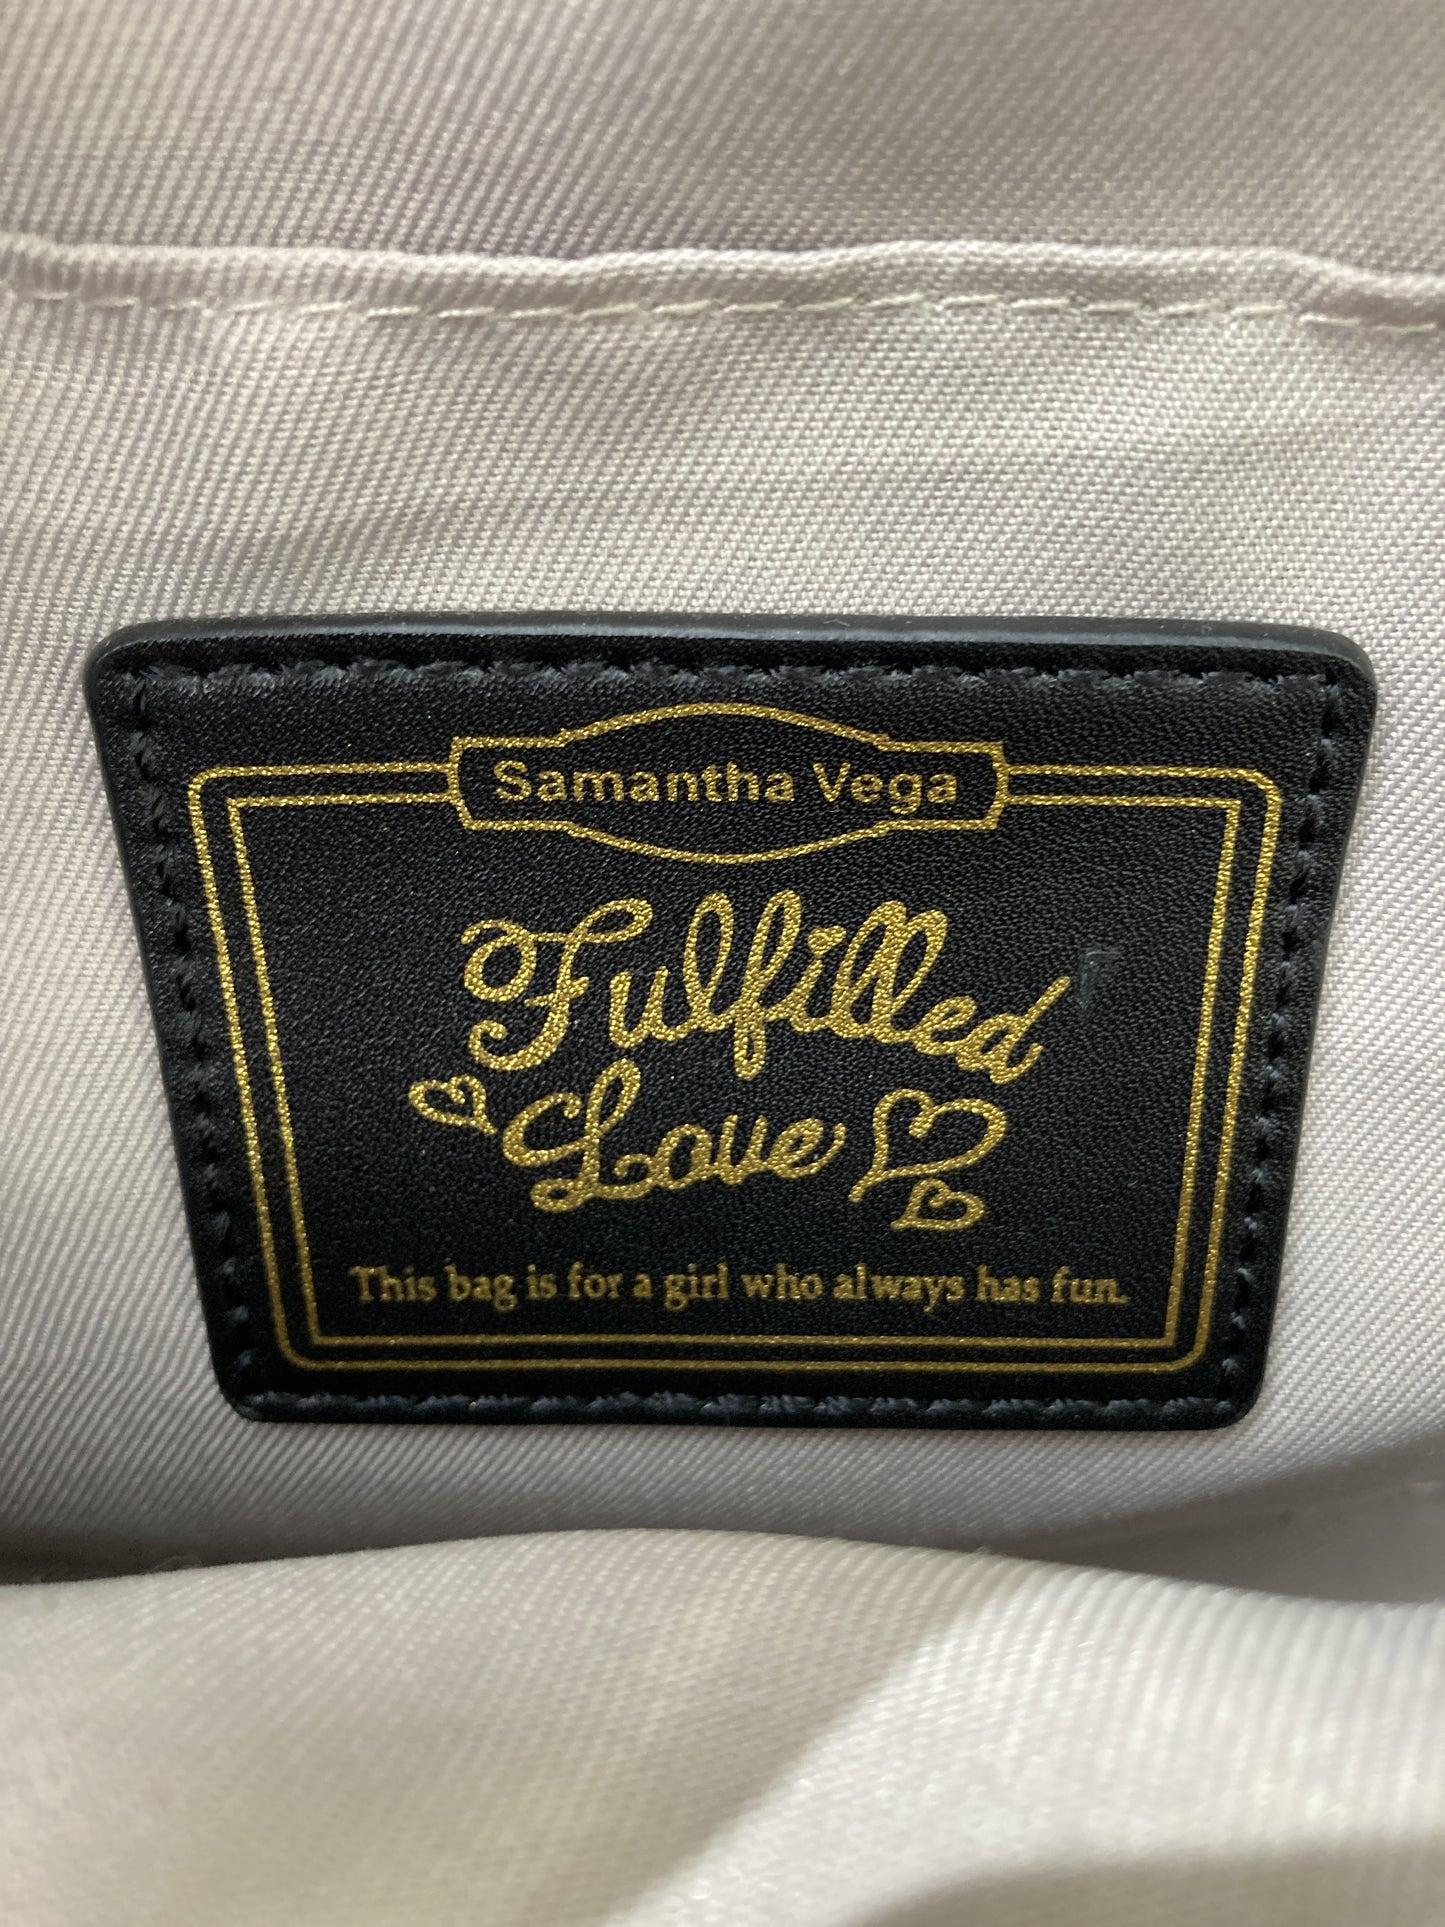 Samantha Vega
Fulfilled
Love
This bag is for a girl who always has fun.